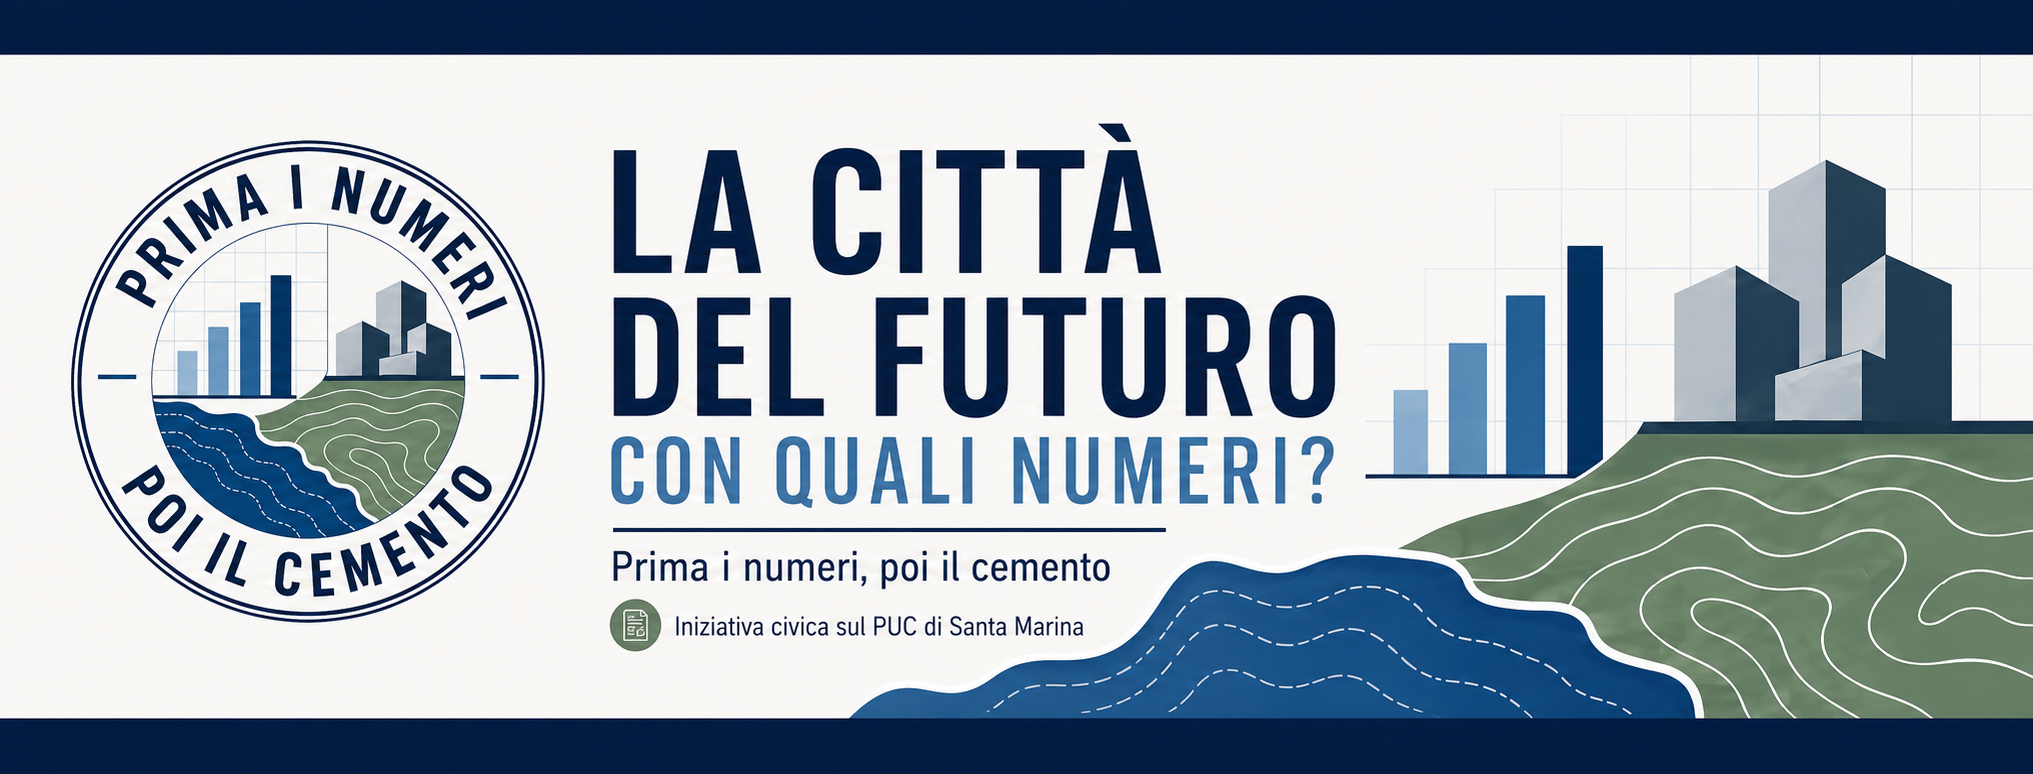 PRIMA I NUMERI
POI IL CEMENTO
LA CITTÀ
DEL FUTURO
CON QUALI NUMERI?
Prima i numeri, poi il cemento
Iniziativa civica sul PUC di Santa Marina